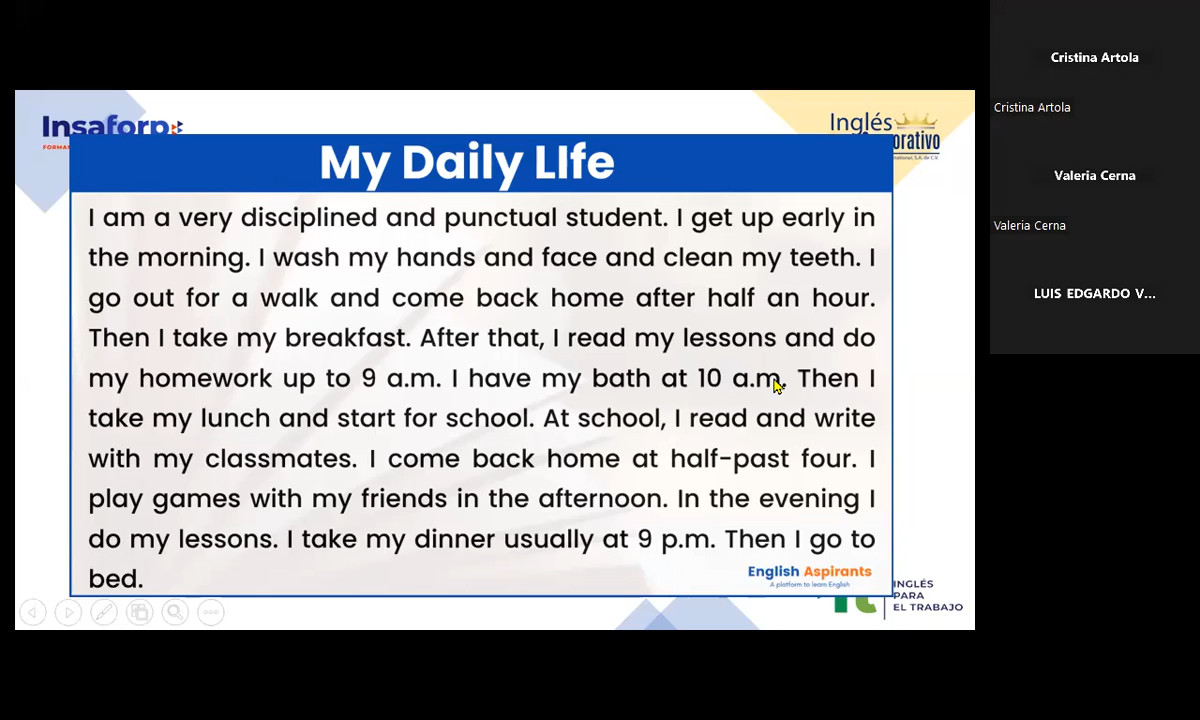 Insaforp
Inglés
My Daily LIfe
I am a very disciplined and punctual student. I get up early in
the morning. I wash my hands and face and clean my teeth. I
go out for a walk and come back home after half an hour.
Then I take my breakfast. After that, I read my lessons and do
my homework up to 9 a.m. I have my bath at 10 a.m. Then I
take my lunch and start for school. At school, I read and write
with my classmates. I come back home at half-past four. I
play games with my friends in the afternoon. In the evening I
do my lessons. I take my dinner usually at 9 p.m. Then I go to
bed.
English Aspirants
A platform to learn English
INGLÉS
PARA
EL TRABAJO
Cristina Artola
Cristina Artola
Valeria Cerna
Valeria Cerna
LUIS EDGARDO V...